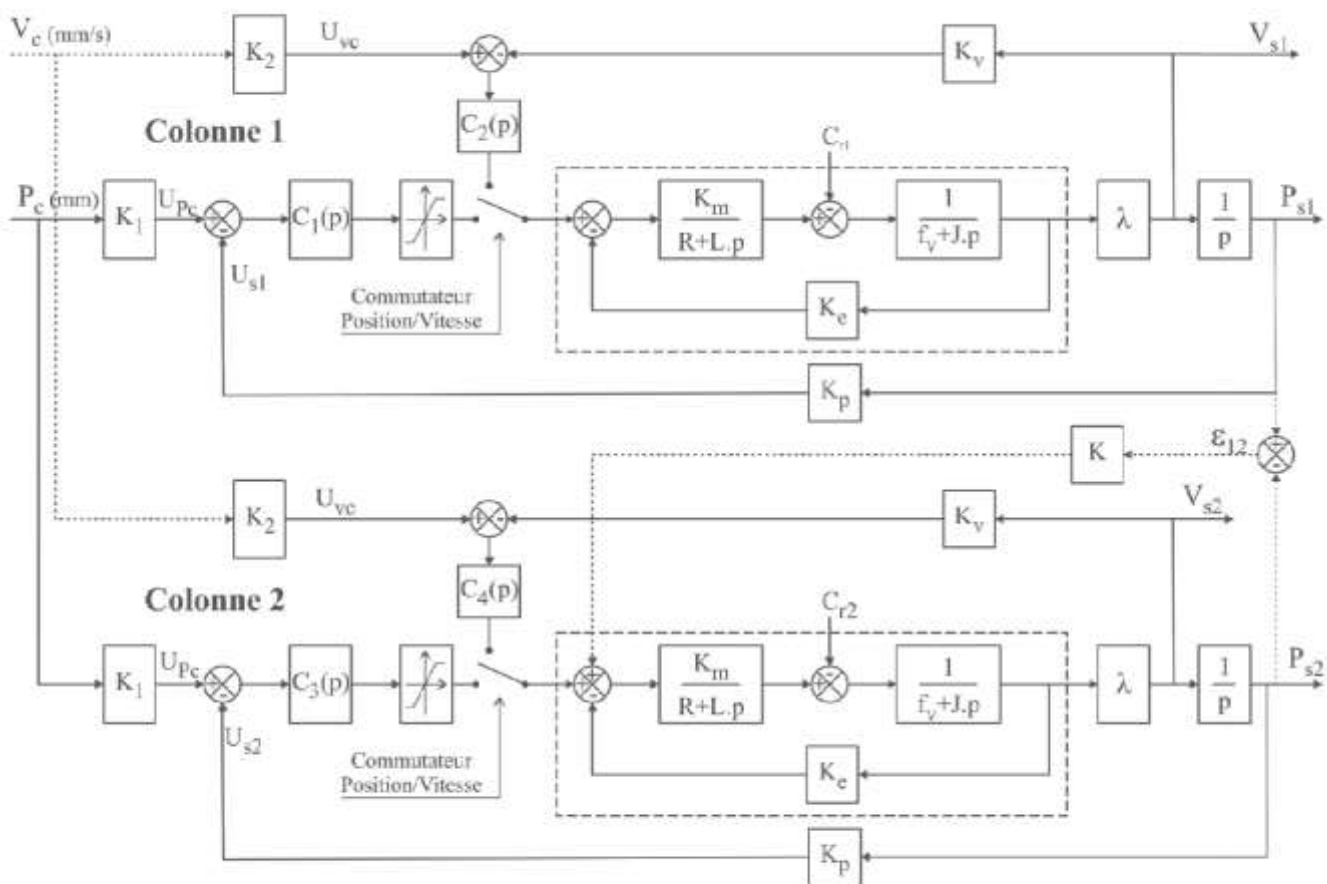 V_c (mm/s)
K_2
U_vc
K_v
V_s1
Colonne 1
C_2(p)
C_r1
P_c (mm)
K_1
U_Pc
C_1(p)
K_m
R+L.p
1
f_v+J.p
λ
1
p
P_s1
U_s1
Commutateur
Position/Vitesse
K_e
K_p
K
ε_12
K_2
U_vc
K_v
V_s2
Colonne 2
C_4(p)
C_r2
K_1
U_Pc
C_3(p)
K_m
R+L.p
1
f_v+J.p
λ
1
p
P_s2
U_s2
Commutateur
Position/Vitesse
K_e
K_p